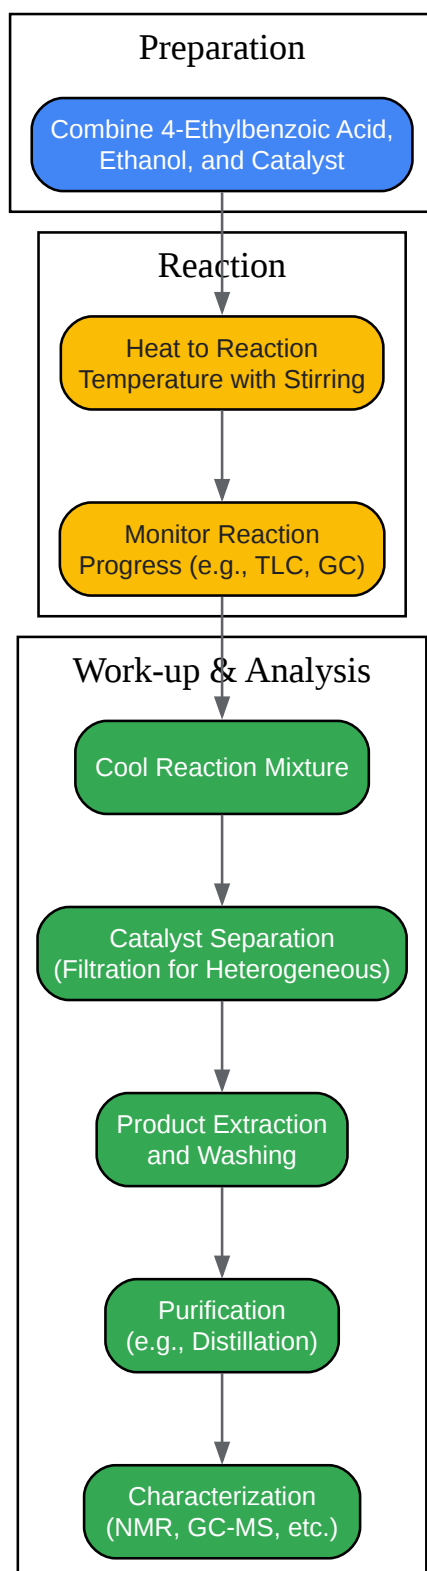 Preparation
Combine 4-Ethylbenzoic Acid,
Ethanol, and Catalyst
Reaction
Heat to Reaction
Temperature with Stirring
Monitor Reaction
Progress (e.g., TLC, GC)
Work-up & Analysis
Cool Reaction Mixture
Catalyst Separation
(Filtration for Heterogeneous)
Product Extraction
and Washing
Purification
(e.g., Distillation)
Characterization
(NMR, GC-MS, etc.)